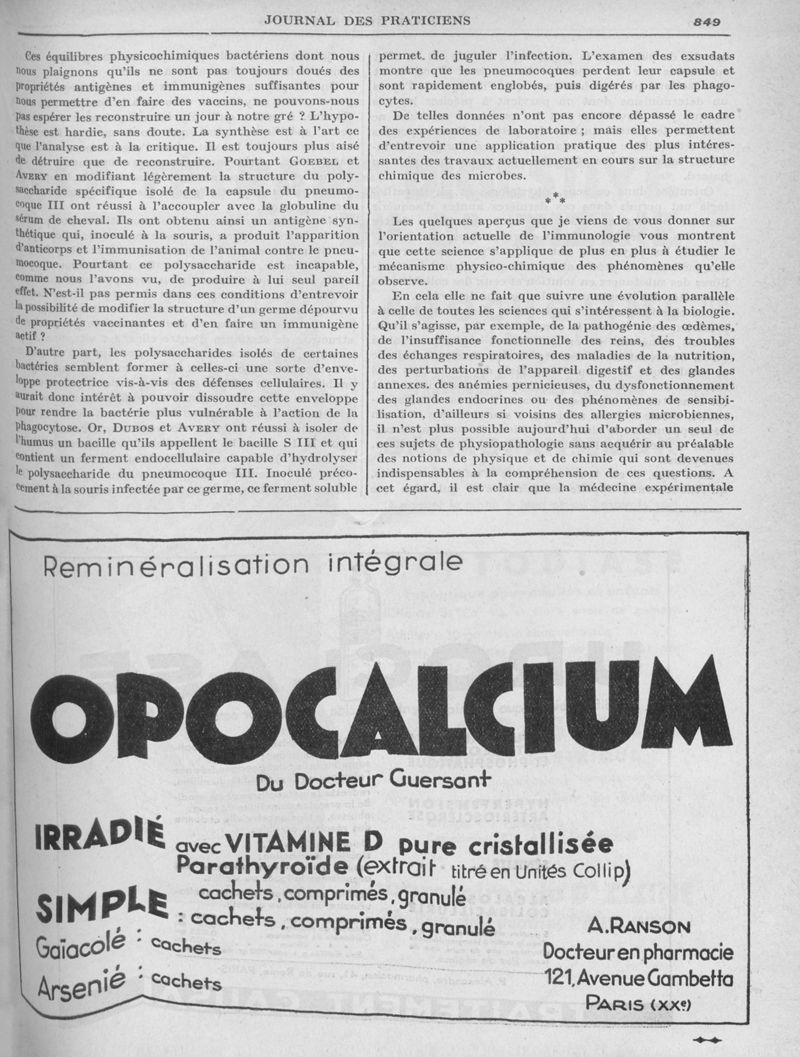 JOURNAL DES PRATICIENS
849
Ces équilibres physicochimiques bactériens dont nous
nous plaignons qu'ils ne sont pas toujours doués des
propriétés antigènes et immunigènes suffisantes pour
nous permettre d'en faire des vaccins, ne pouvons-nous
pas espérer les reconstruire un jour à notre gré ? L'hypo-
thèse est hardie, sans doute. La synthèse est à l'art ce
que l'analyse est à la critique. Il est toujours plus aisé
de détruire que de reconstruire. Pourtant GOEBEL et
AVERY en modifiant légèrement la structure du poly-
saccharide spécifique isolé de la capsule du pneumo-
coque III ont réussi à l'accoupler avec la globuline du
sérum de cheval. Ils ont obtenu ainsi un antigène syn-
thétique qui, inoculé à la souris, a produit l'apparition
d'anticorps et l'immunisation de l'animal contre le pneu-
mocoque. Pourtant ce polysaccharide est incapable,
comme nous l'avons vu, de produire à lui seul pareil
effet. N'est-il pas permis dans ces conditions d'entrevoir
la possibilité de modifier la structure d'un germe dépourvu
de propriétés vaccinantes et d'en faire un immunigène
actif ?
D'autre part, les polysaccharides isolés de certaines
bactéries semblent former à celles-ci une sorte d'enve-
loppe protectrice vis-à-vis des défenses cellulaires. Il y
aurait donc intérêt à pouvoir dissoudre cette enveloppe
pour rendre la bactérie plus vulnérable à l'action de la
phagocytose. Or, DUBOS et AVERY ont réussi à isoler de
l'humus un bacille qu'ils appellent le bacille S III et qui
contient un ferment endocellulaire capable d'hydrolyser
le polysaccharide du pneumocoque III. Inoculé préco-
cement à la souris infectée par ce germe, ce ferment soluble
permet. de juguler l'infection. L'examen des exsudats
montre que les pneumocoques perdent leur capsule et
sont rapidement englobés, puis digérés par les phago-
cytes.
De telles données n'ont pas encore dépassé le cadre
des expériences de laboratoire ; mais elles permettent
d'entrevoir une application pratique des plus intéres-
santes des travaux actuellement en cours sur la structure
chimique des microbes.
*
* *
Les quelques aperçus que je viens de vous donner sur
l'orientation actuelle de l'immunologie vous montrent
que cette science s'applique de plus en plus à étudier le
mécanisme physico-chimique des phénomènes qu'elle
observe.
En cela elle ne fait que suivre une évolution parallèle
à celle de toutes les sciences qui s'intéressent à la biologie.
Qu'il s'agisse, par exemple, de la pathogénie des œdèmes,
de l'insuffisance fonctionnelle des reins, des troubles
des échanges respiratoires, des maladies de la nutrition,
des perturbations de l'appareil digestif et des glandes
annexes. des anémies pernicieuses, du dysfonctionnement
des glandes endocrines ou des phénomènes de sensibi-
lisation, d'ailleurs si voisins des allergies microbiennes,
il n'est plus possible aujourd'hui d'aborder un seul de
ces sujets de physiopathologie sans acquérir au préalable
des notions de physique et de chimie qui sont devenues
indispensables à la compréhension de ces questions. A
cet égard, il est clair que la médecine expérimentale
Reminéralisation intégrale
OPOCALCIUM
Du Docteur Guersant
IRRADIÉ avec VITAMINE D pure cristallisée
Parathyroïde (extrait titré en Unités Collip)
cachets, comprimés, granulé
SIMPLE : cachets, comprimés, granulé
Gaïacolé : cachets
Arsenié : cachets
A. RANSON
Docteur en pharmacie
121, Avenue Gambetta
PARIS (XXe)